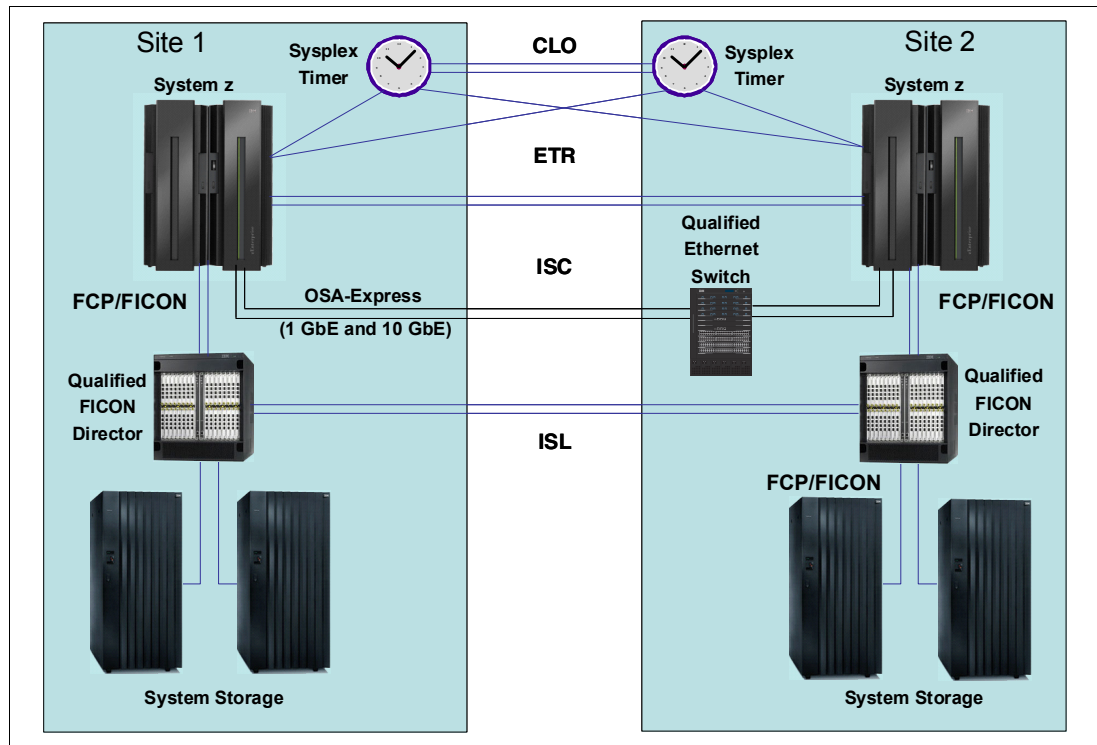 Site 1
Sysplex
Timer
CLO
Sysplex
Timer
Site 2
System z
System z
ETR
Qualified
Ethernet
Switch
ISC
FCP/FICON
OSA-Express
(1 GbE and 10 GbE)
FCP/FICON
Qualified
FICON
Director
Qualified
FICON
Director
ISL
FCP/FICON
System Storage
System Storage